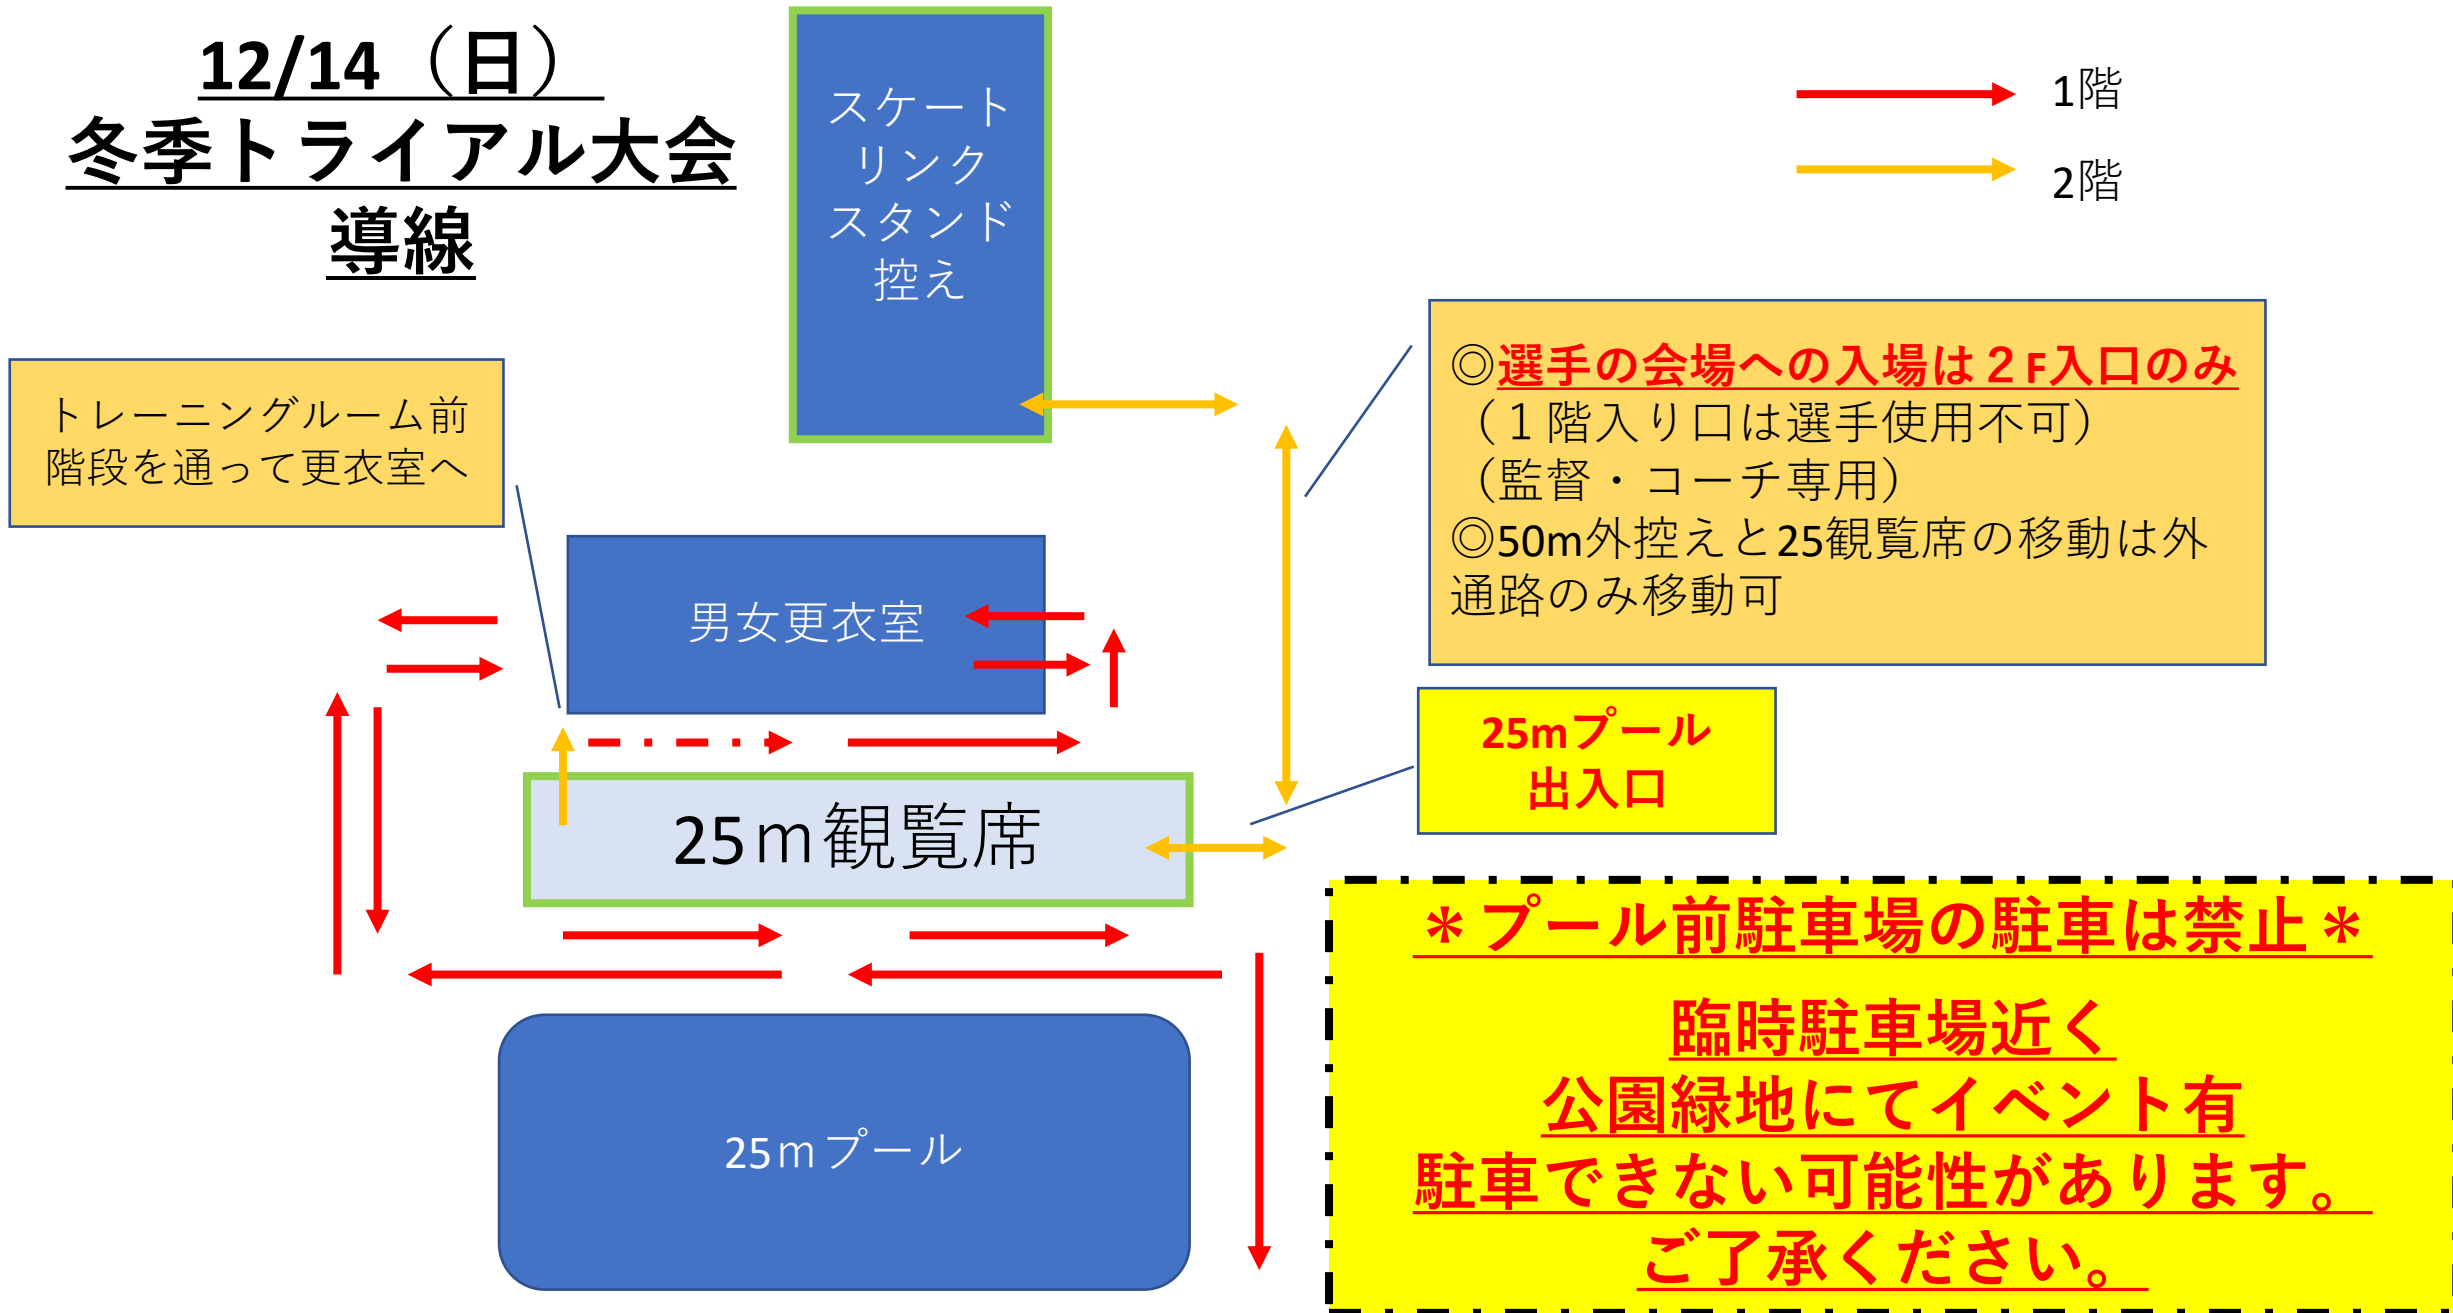 12/14（日）
冬季トライアル大会
導線
スケート
リンク
スタンド
控え
1階
2階
トレーニングルーム前
階段を通って更衣室へ
◎選手の会場への入場は２F入口のみ
（１階入り口は選手使用不可）
（監督・コーチ専用）
◎50m外控えと25観覧席の移動は外
通路のみ移動可
男女更衣室
25mプール
出入口
25ｍ観覧席
＊プール前駐車場の駐車は禁止＊
臨時駐車場近く
公園緑地にてイベント有
駐車できない可能性があります。
ご了承ください。
25ｍプール